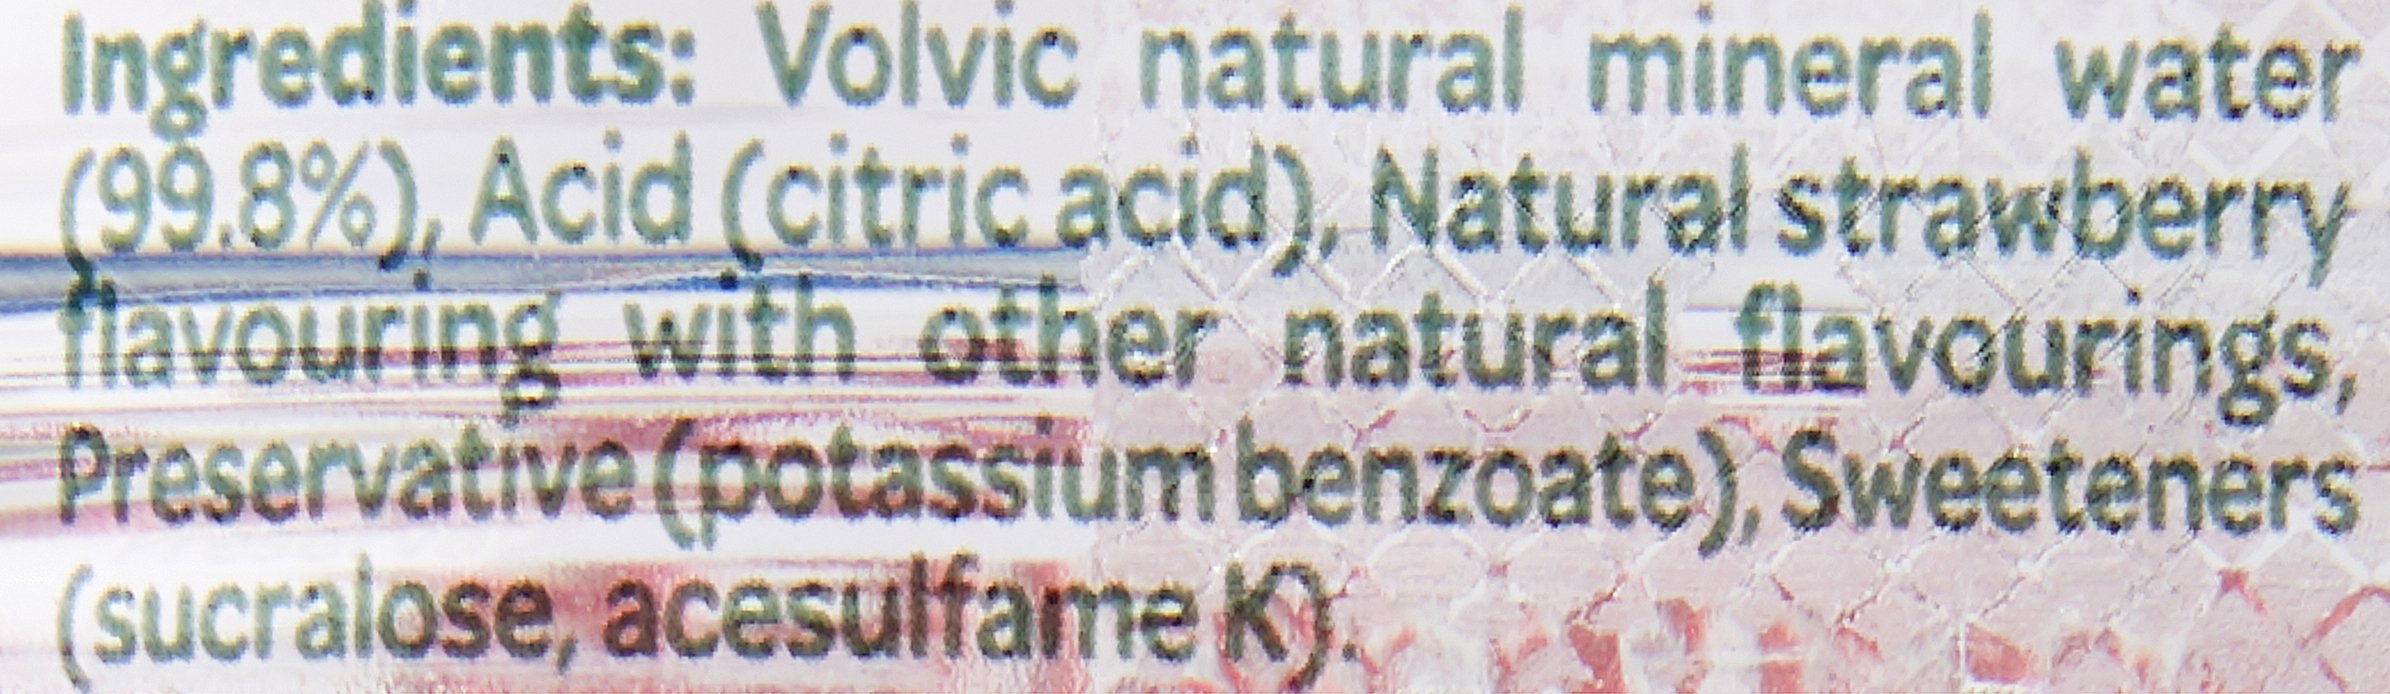 Ingredients: Volvic natural mineral water
(99.8%), Acid (citric acid), Natural strawberry
flavouring with other natural flavourings,
Preservative (potassium benzoate), Sweeteners
(sucralose, acesulfame K).